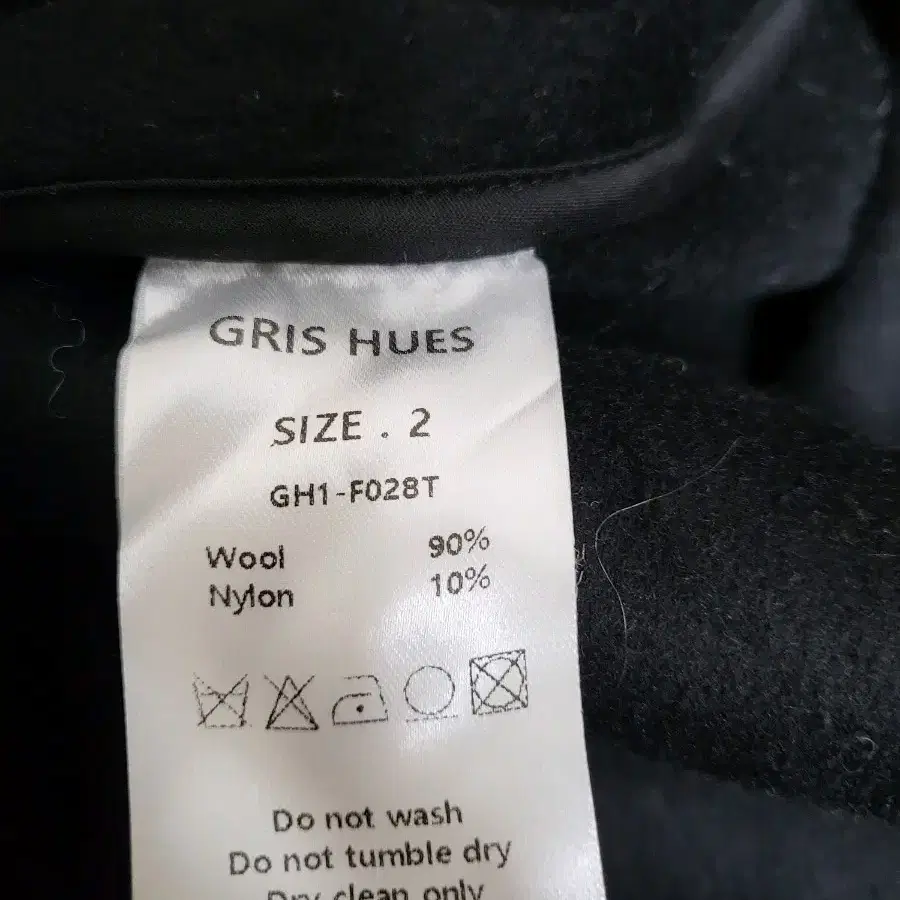 GRIS HUES
SIZE . 2
GH1-F028T
Wool 90%
Nylon 10%
Do not wash
Do not tumble dry
Dry clean only